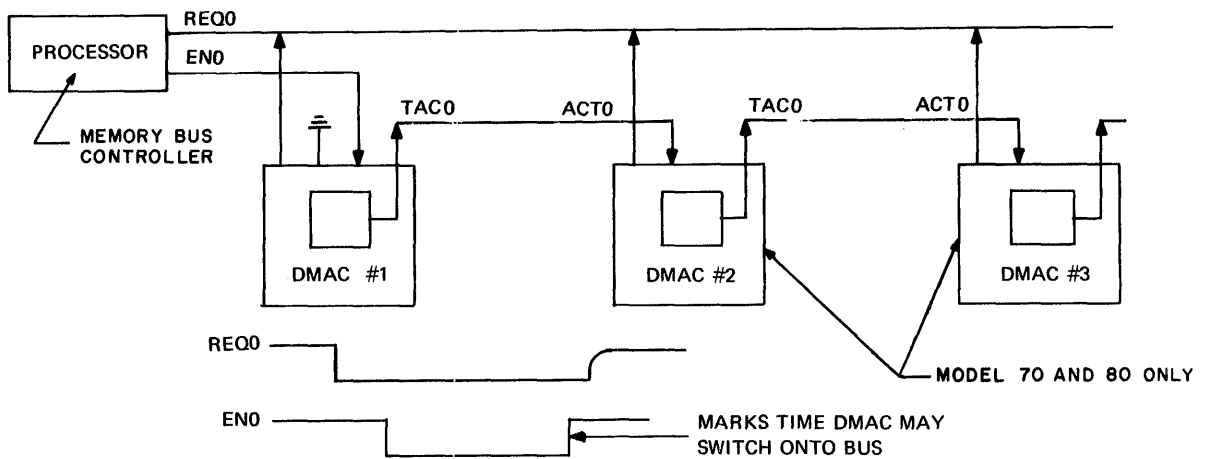 REQ0
PROCESSOR
EN0
MEMORY BUS
CONTROLLER
TAC0
ACT0
TAC0
ACT0
DMAC #1
DMAC #2
DMAC #3
REQ0
MODEL 70 AND 80 ONLY
EN0
MARKS TIME DMAC MAY
SWITCH ONTO BUS